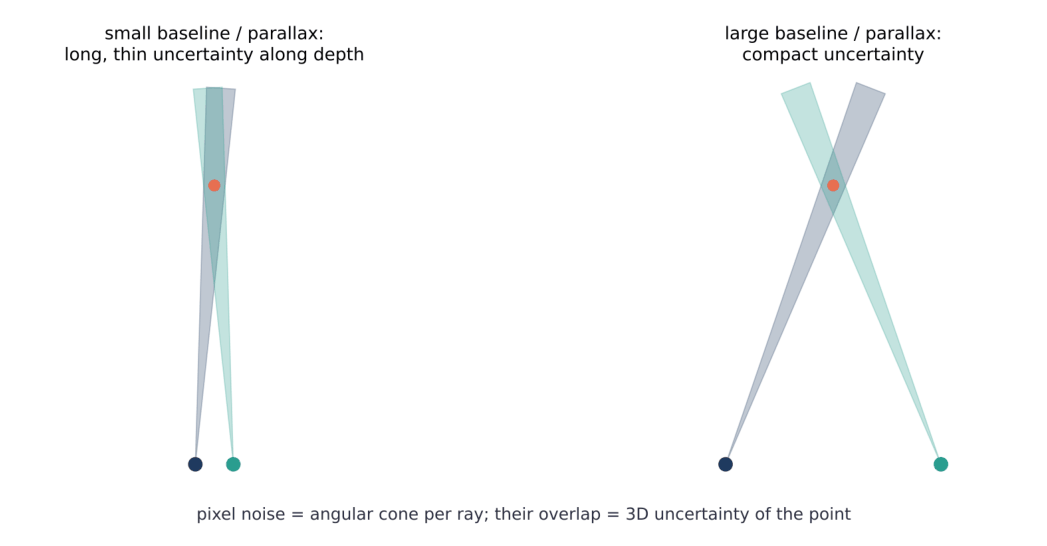 small baseline / parallax:
long, thin uncertainty along depth
large baseline / parallax:
compact uncertainty
pixel noise = angular cone per ray; their overlap = 3D uncertainty of the point